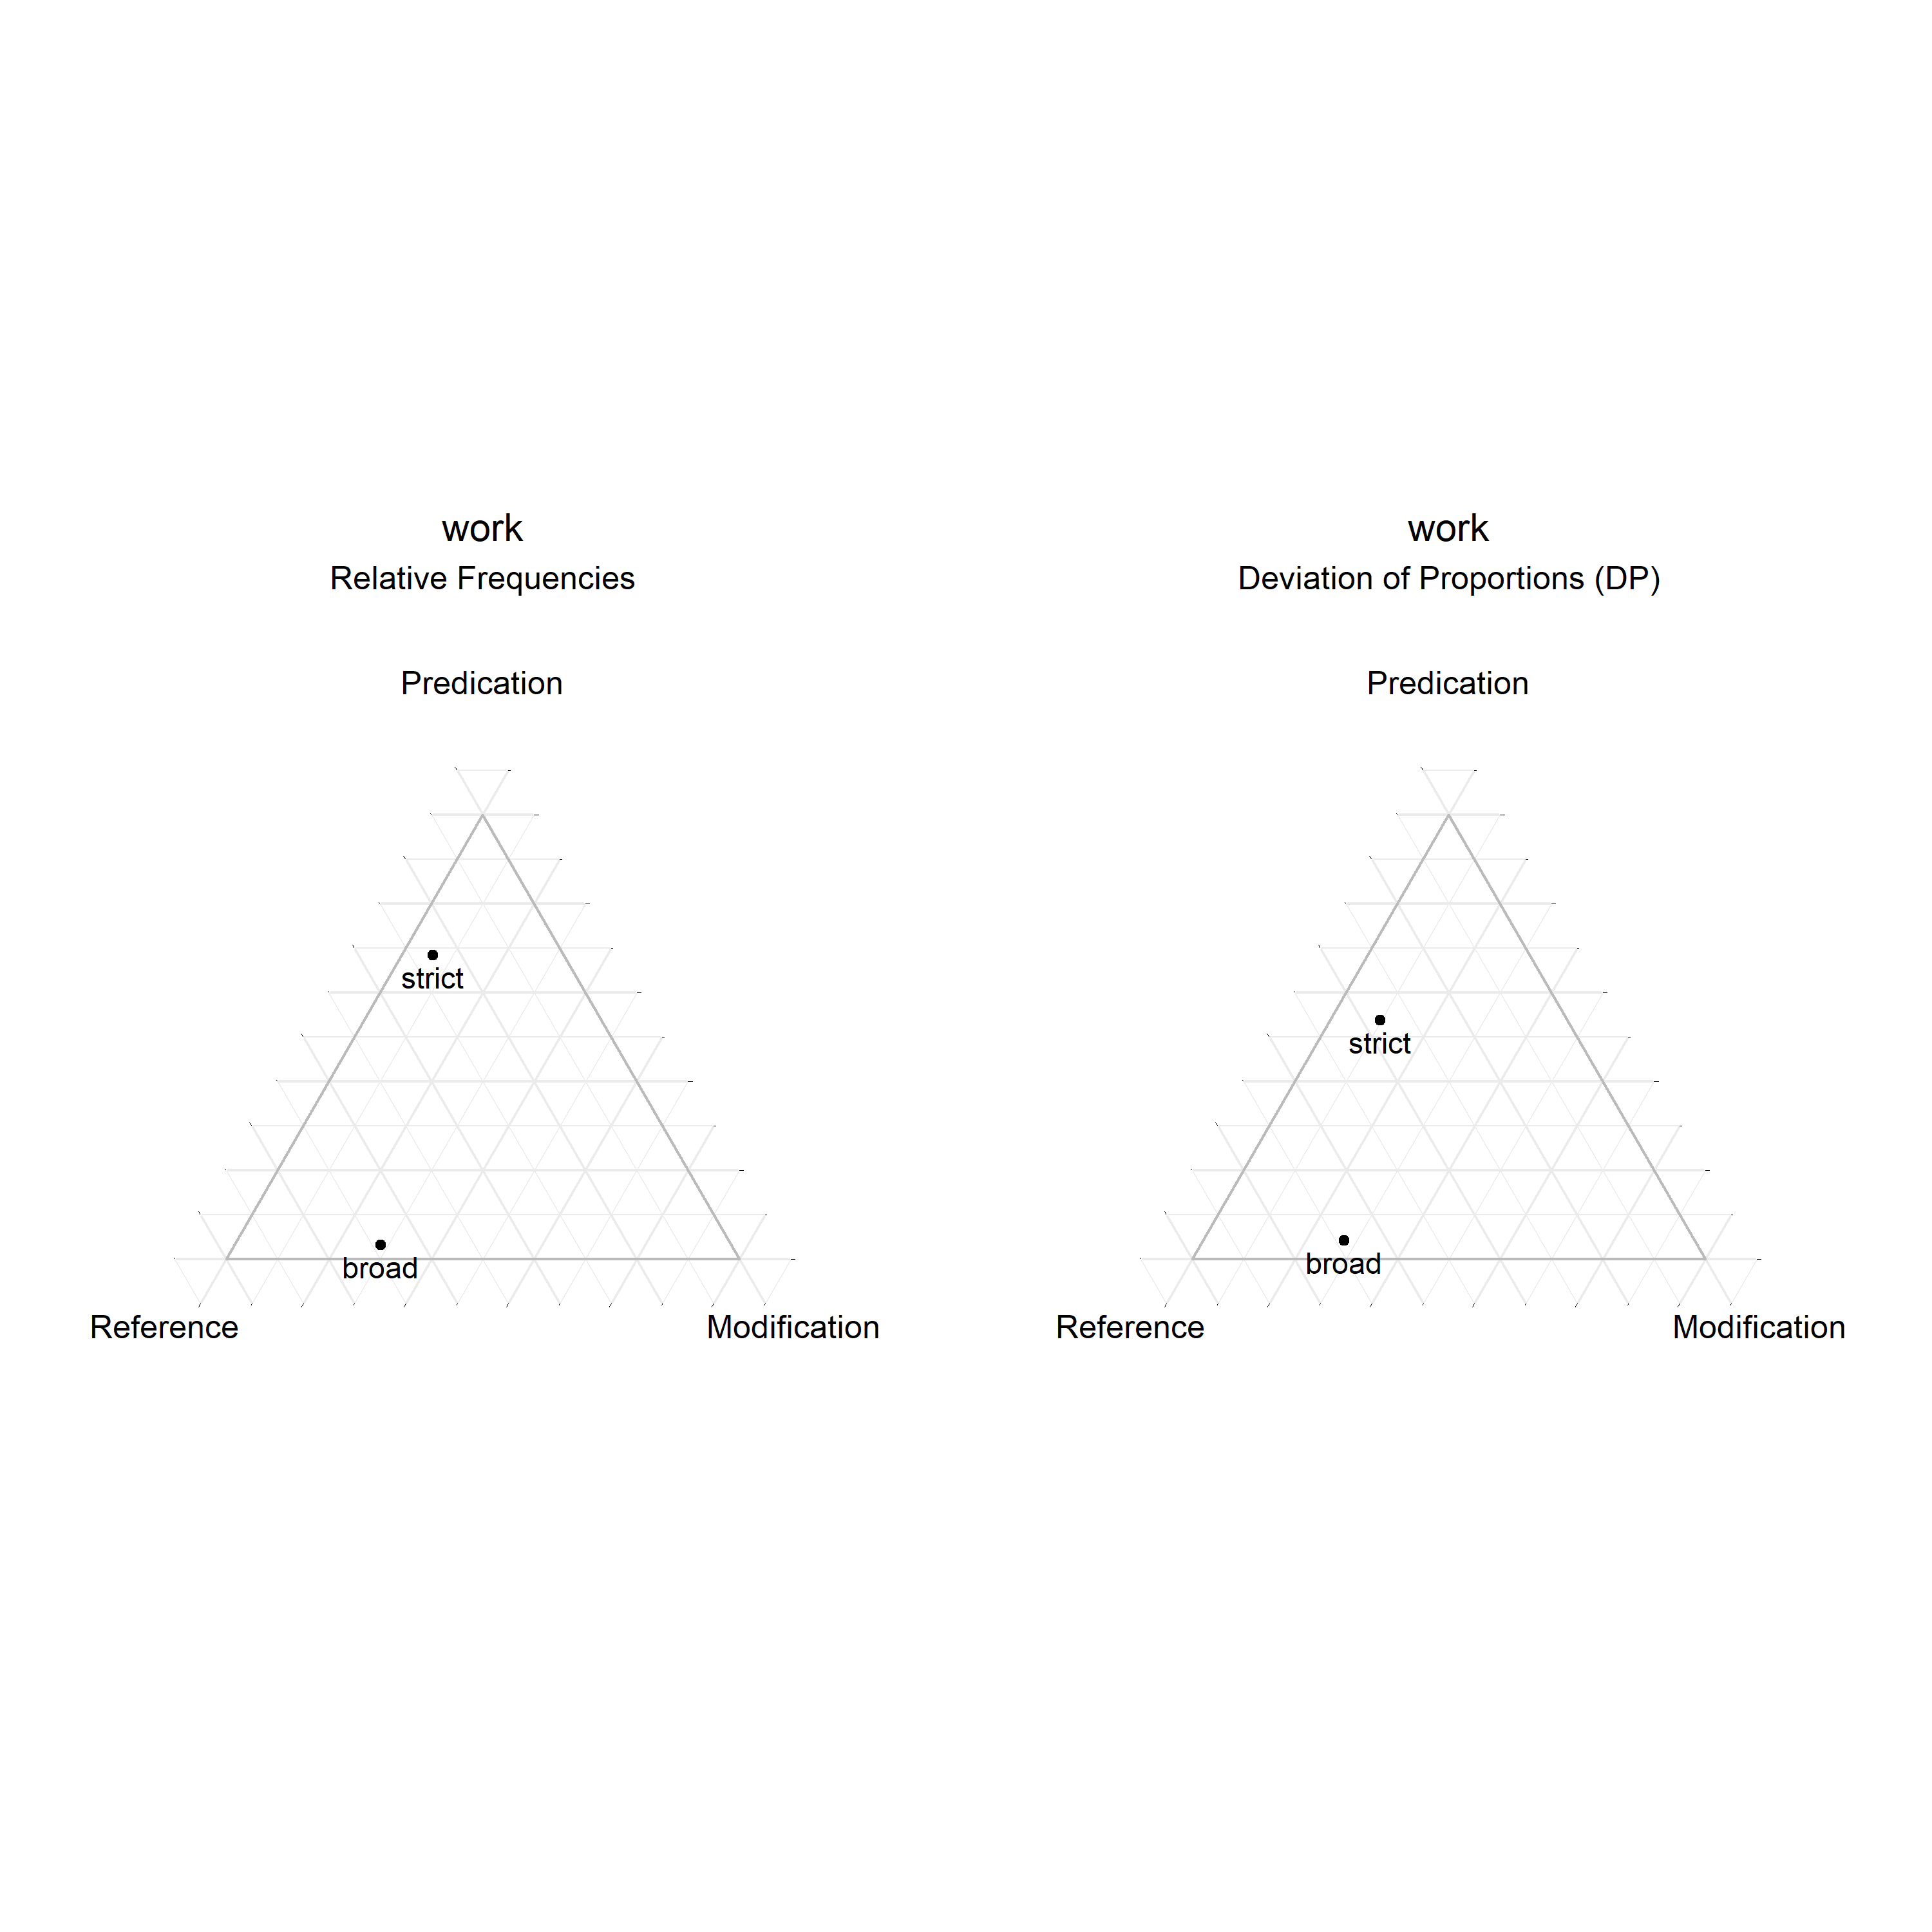 work
Relative Frequencies
Predication
strict
broad
Reference
Modification
work
Deviation of Proportions (DP)
Predication
strict
broad
Reference
Modification